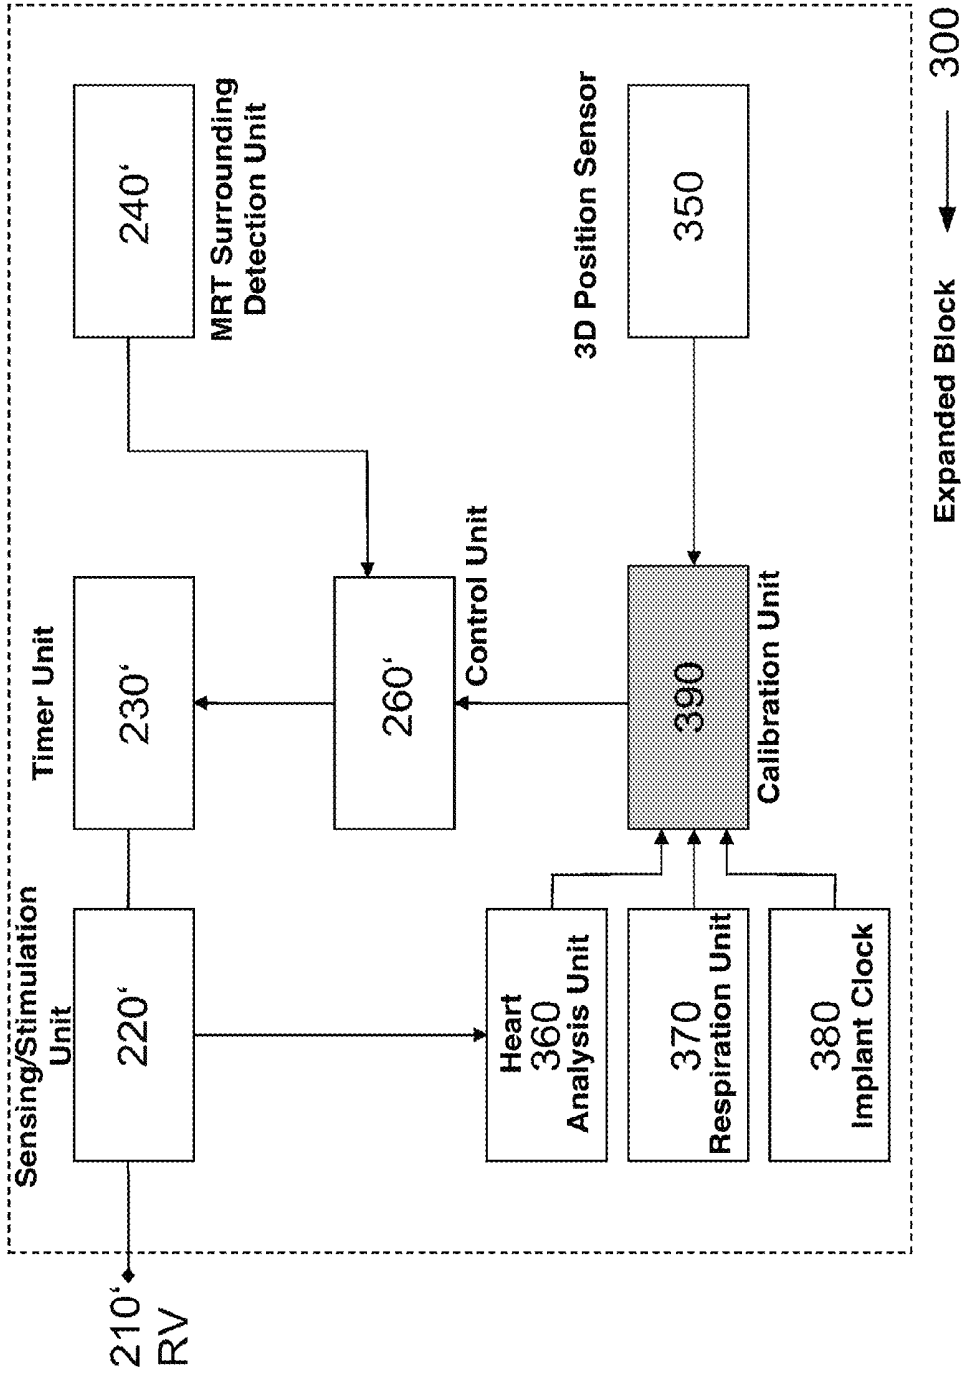 210‘
RV
Sensing/Stimulation
Unit
220‘
Timer Unit
230‘
240‘
MRT Surrounding
Detection Unit
260‘
Control Unit
Heart
360
Analysis Unit
370
Respiration Unit
380
Implant Clock
390
Calibration Unit
3D Position Sensor
350
Expanded Block
300